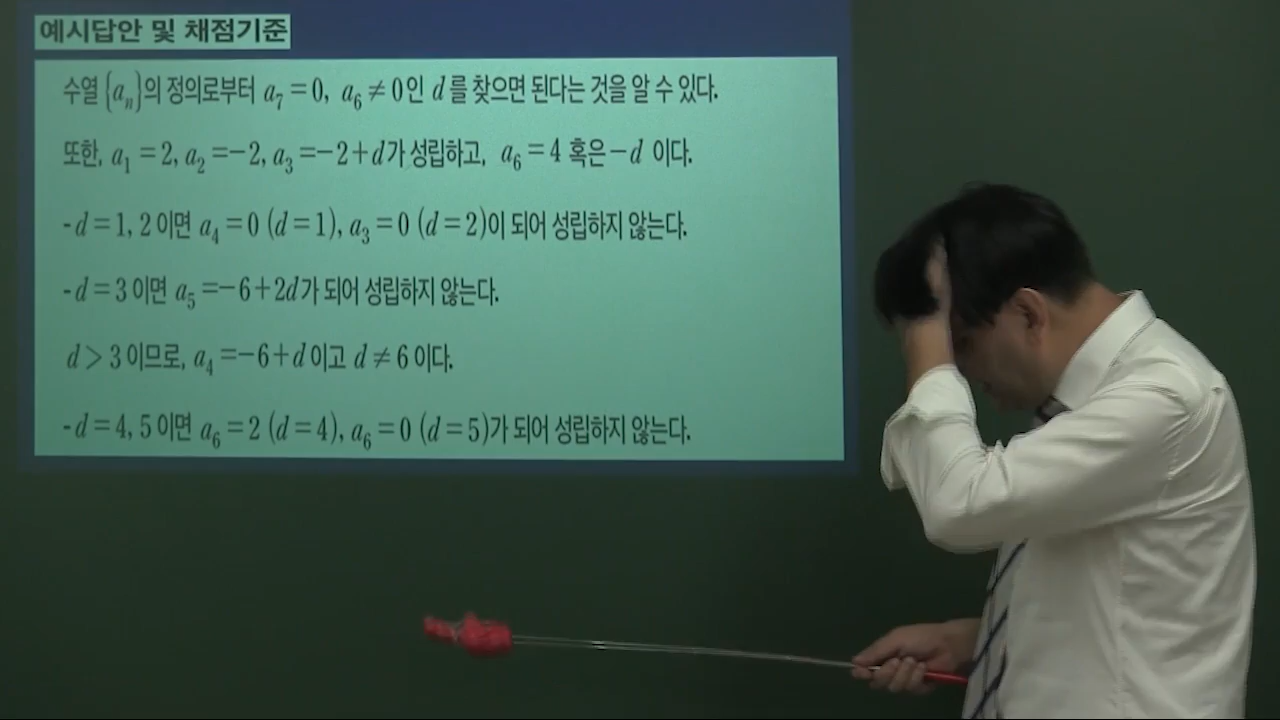 예시답안 및 채점기준
수열 {aₙ}의 정의로부터 a₇ = 0, a₆ ≠ 0인 d 를 찾으면 된다는 것을 알 수 있다.
또한, a₁ = 2, a₂ = −2, a₃ = −2 + d가 성립하고, a₆ = 4 혹은 −d 이다.
-d = 1, 2 이면 a₄ = 0 (d = 1), a₃ = 0 (d = 2)이 되어 성립하지 않는다.
-d = 3 이면 a₅ = −6 + 2d가 되어 성립하지 않는다.
d > 3 이므로, a₄ = −6 + d 이고 d ≠ 6 이다.
-d = 4, 5 이면 a₆ = 2 (d = 4), a₆ = 0 (d = 5)가 되어 성립하지 않는다.